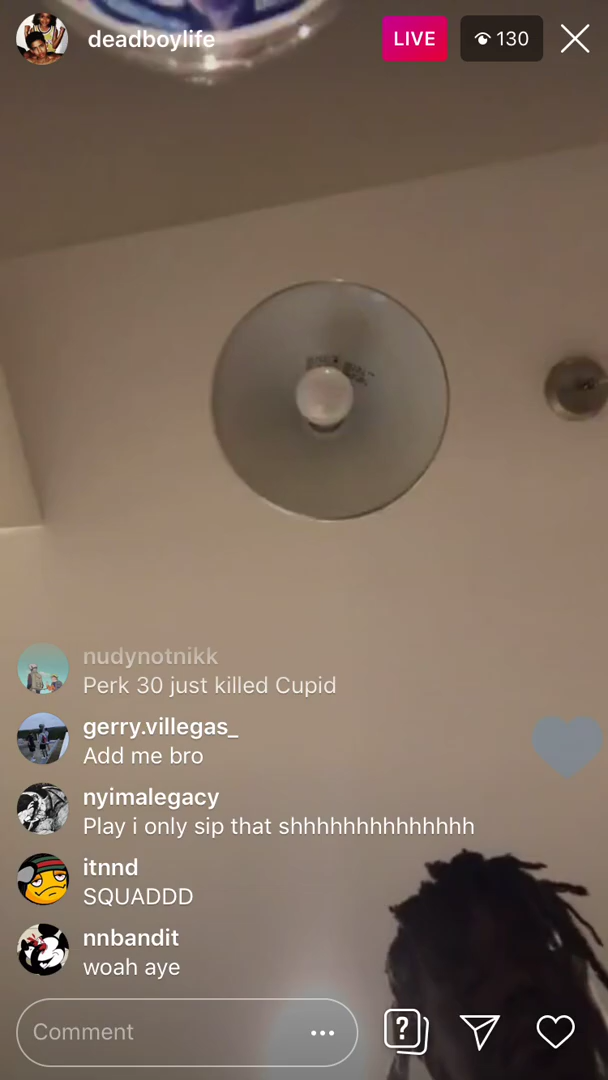 deadboylife
LIVE
130
nudynotnikk
Perk 30 just killed Cupid
gerry.villegas_
Add me bro
nyimalegacy
Play i only sip that shhhhhhhhhhhhhh
itnnd
SQUADDD
nnbandit
woah aye
Comment